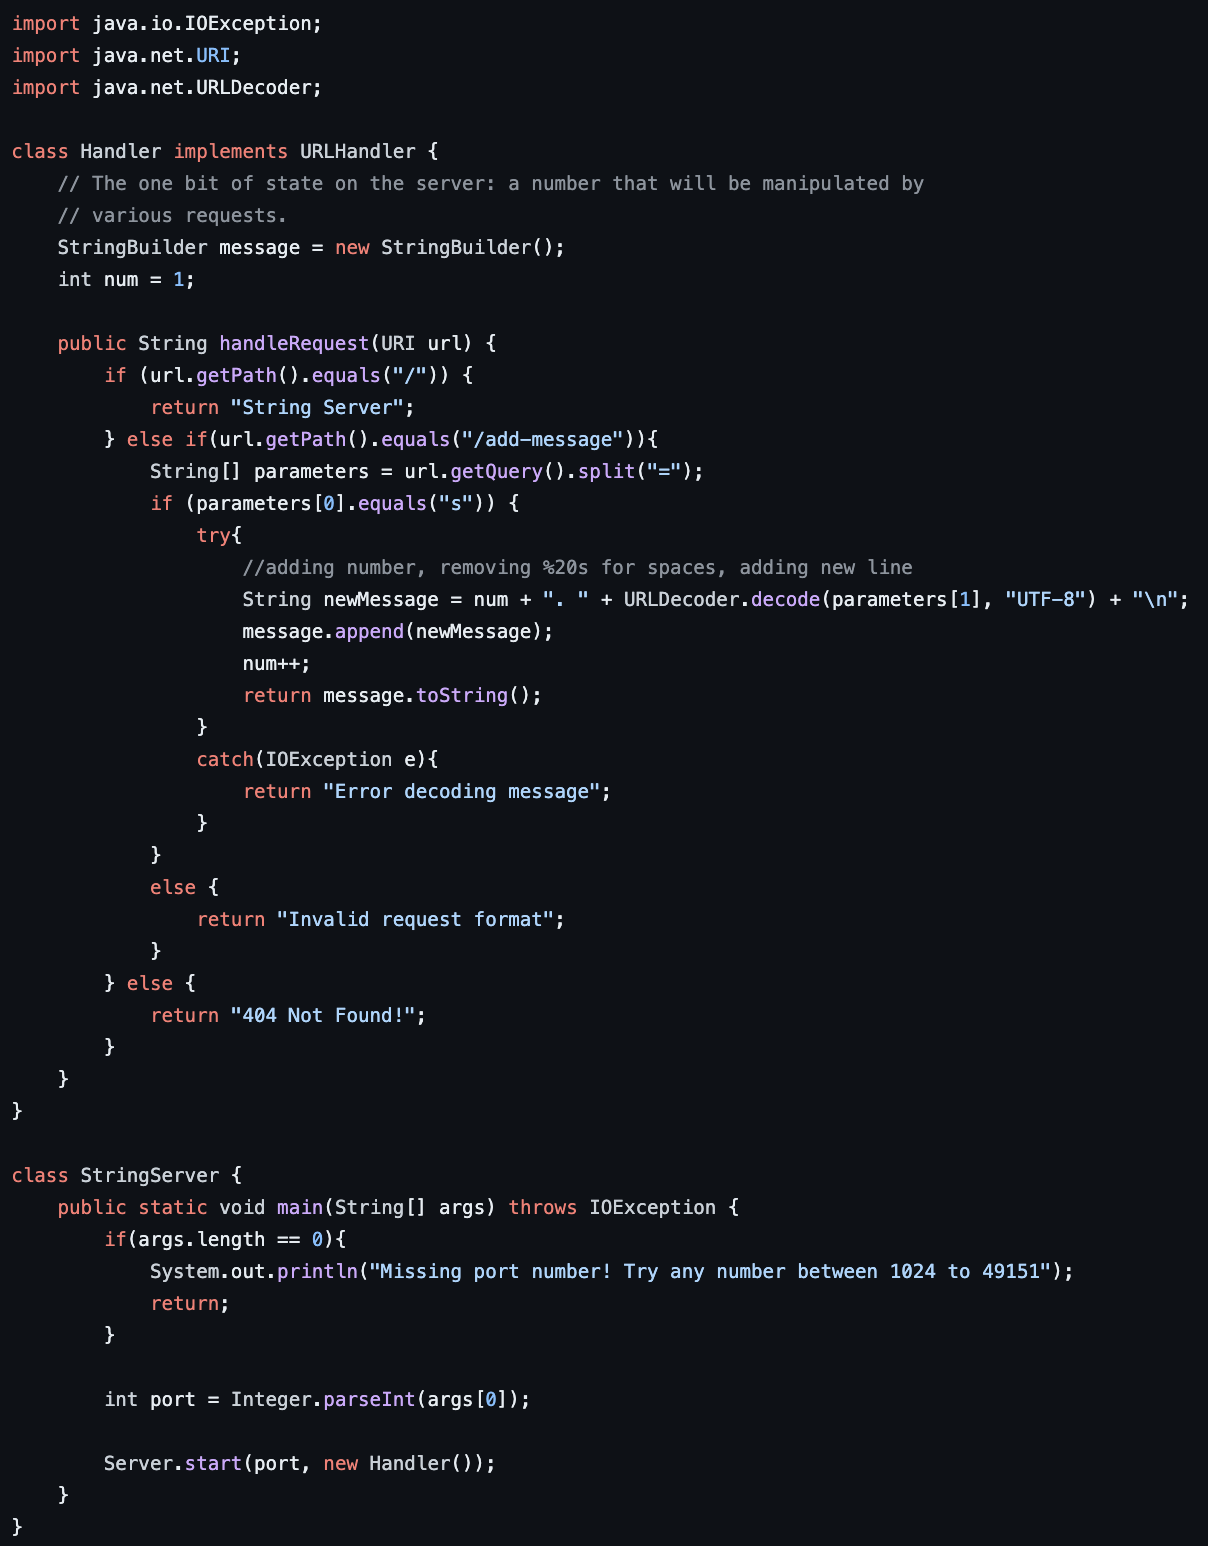 import java.io.IOException;
import java.net.URI;
import java.net.URLDecoder;

class Handler implements URLHandler {
    // The one bit of state on the server: a number that will be manipulated by
    // various requests.
    StringBuilder message = new StringBuilder();
    int num = 1;

    public String handleRequest(URI url) {
        if (url.getPath().equals("/")) {
            return "String Server";
        } else if(url.getPath().equals("/add-message")){
            String[] parameters = url.getQuery().split("=");
            if (parameters[0].equals("s")) {
                try{
                    //adding number, removing %20s for spaces, adding new line
                    String newMessage = num + ". " + URLDecoder.decode(parameters[1], "UTF-8") + "\n";
                    message.append(newMessage);
                    num++;
                    return message.toString();
                }
                catch(IOException e){
                    return "Error decoding message";
                }
            }
            else {
                return "Invalid request format";
            }
        } else {
            return "404 Not Found!";
        }
    }
}

class StringServer {
    public static void main(String[] args) throws IOException {
        if(args.length == 0){
            System.out.println("Missing port number! Try any number between 1024 to 49151");
            return;
        }

        int port = Integer.parseInt(args[0]);

        Server.start(port, new Handler());
    }
}